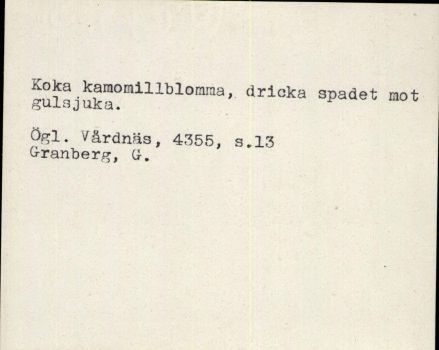 Koka kamomillblomma, dricka spadet mot
gulsjuka.
Ögl. Vårdnäs, 4355, s.13
Granberg, G.